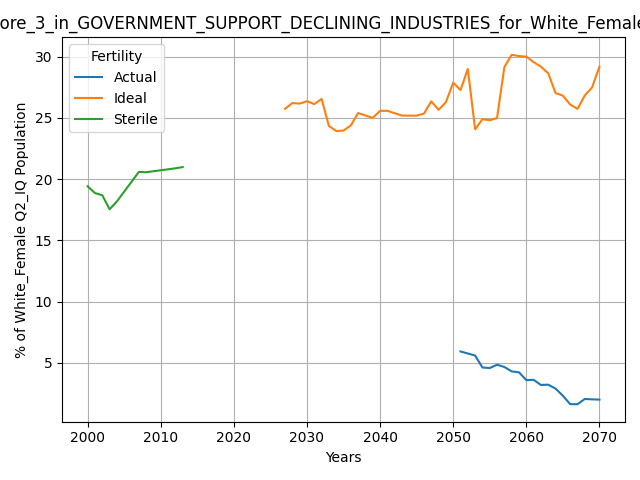 ore_3_in_GOVERNMENT_SUPPORT_DECLINING_INDUSTRIES_for_White_Female
Fertility
Actual
Ideal
Sterile
% of White_Female Q2_IQ Population
30
25
20
15
10
5
2000 2010 2020 2030 2040 2050 2060 2070
Years